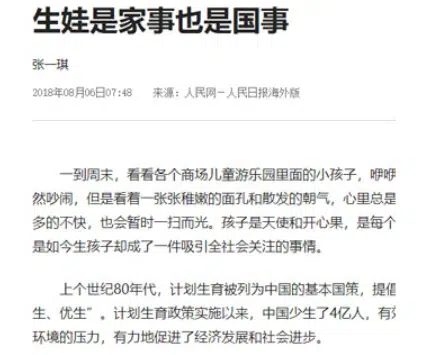 生娃是家事也是国事
张一琪
2018年08月06日07:48 来源：人民网－人民日报海外版
一到周末，看看各个商场儿童游乐园里面的小孩子，咿咿
然吵闹，但是看着一张张稚嫩的面孔和散发的朝气，心里总是
多的不快，也会暂时一扫而光。孩子是天使和开心果，是每个
是如今生孩子却成了一件吸引全社会关注的事情。
上个世纪80年代，计划生育被列为中国的基本国策，提倡
生、优生”。计划生育政策实施以来，中国少生了4亿人，有效
环境的压力，有力地促进了经济发展和社会进步。